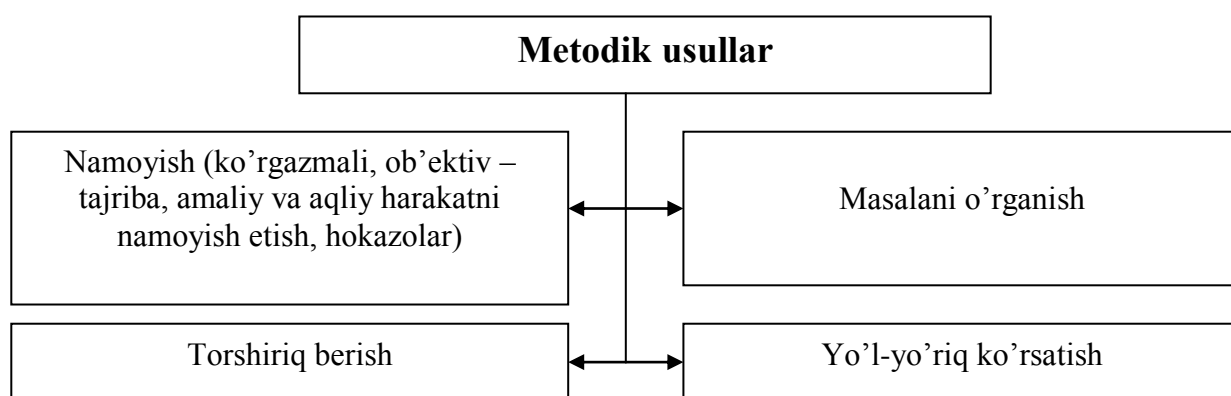 Metodik usullar
Namoyish (ko’rgazmali, ob’ektiv –
tajriba, amaliy va aqliy harakatni
namoyish etish, hokazolar)
Masalani o’rganish
Torshiriq berish
Yo’l-yo’riq ko’rsatish